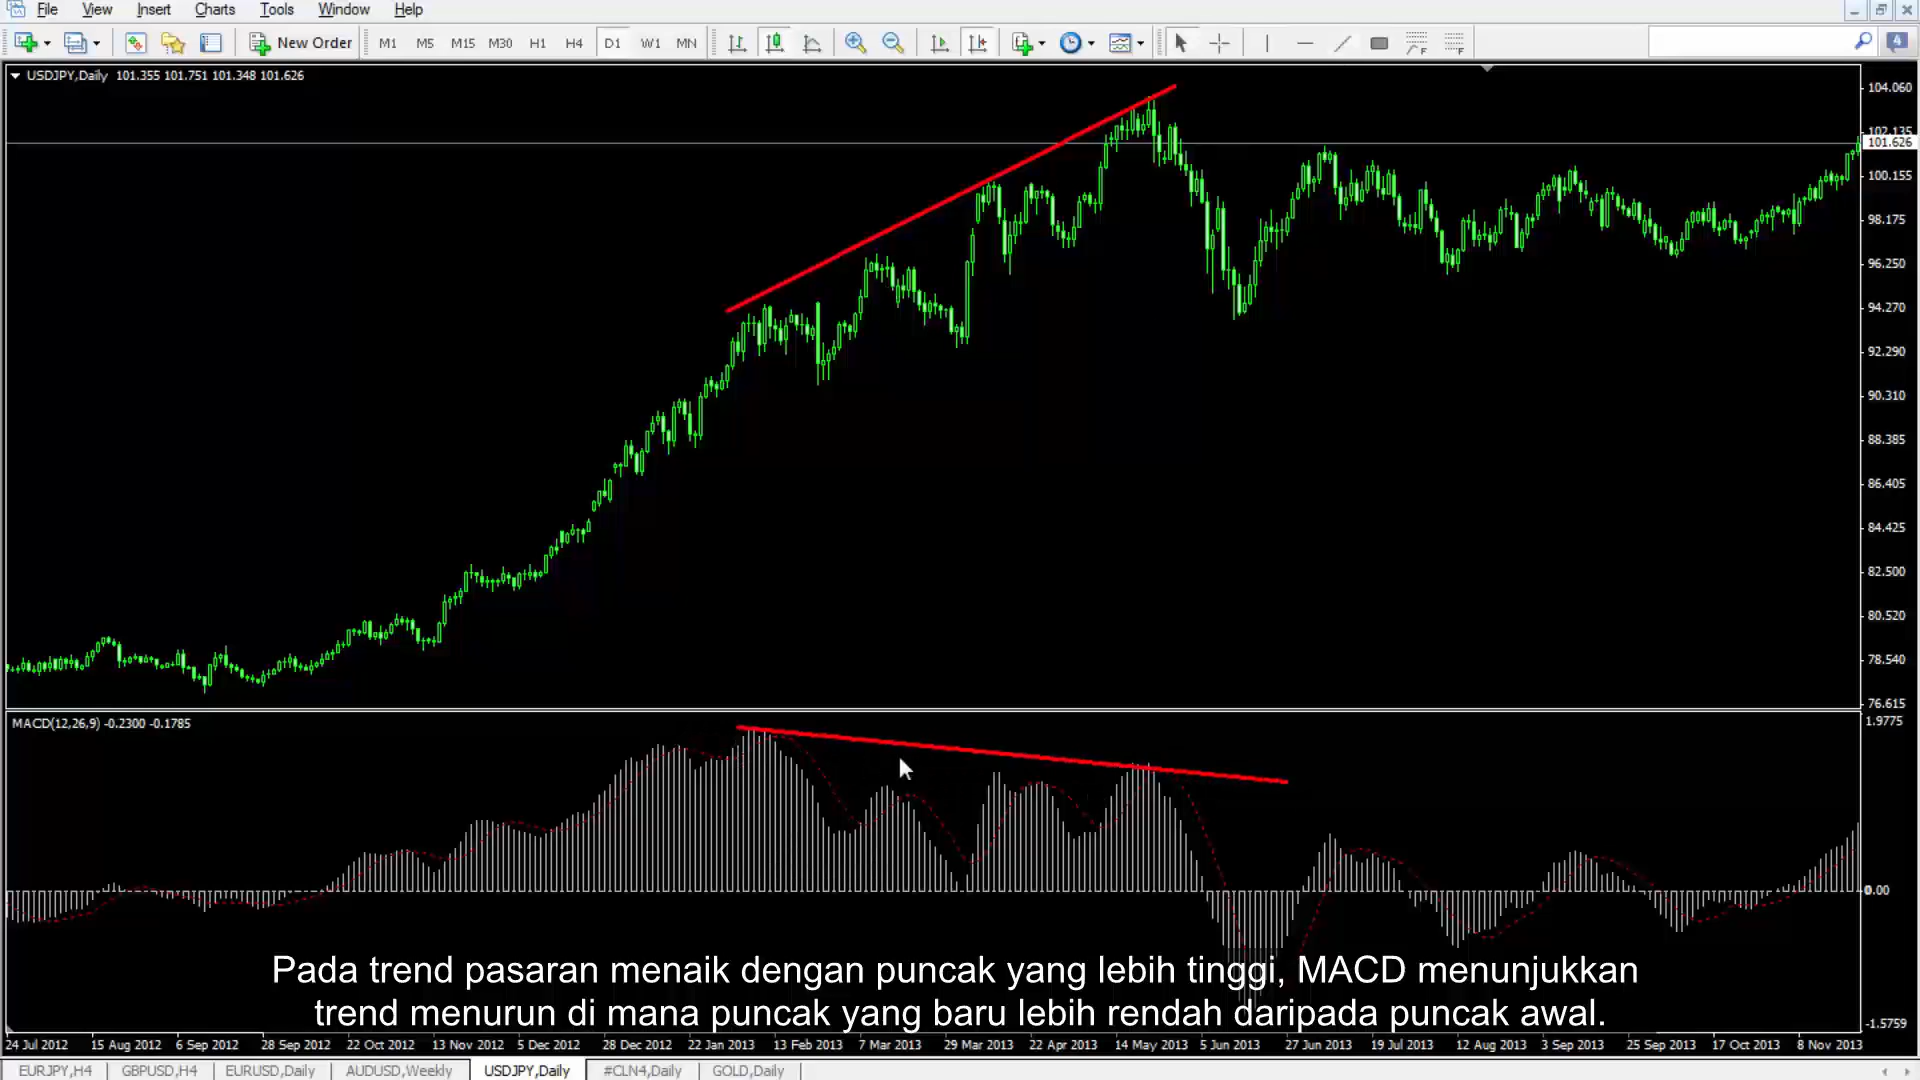 File View Insert Charts Tools Window Help
New Order M1 M5 M15 M30 H1 H4 D1 W1 MN
4
USDJPY,Daily 101.355 101.751 101.348 101.626
104.060
102.135
101.626
100.155
98.175
96.250
94.270
92.290
90.310
88.385
86.405
84.425
82.500
80.520
78.540
76.615
MACD(12,26,9) -0.2300 -0.1785
1.9775
0.00
-1.5759
Pada trend pasaran menaik dengan puncak yang lebih tinggi, MACD menunjukkan
trend menurun di mana puncak yang baru lebih rendah daripada puncak awal.
24 Jul 2012 15 Aug 2012 6 Sep 2012 28 Sep 2012 22 Oct 2012 13 Nov 2012 5 Dec 2012 28 Dec 2012 22 Jan 2013 13 Feb 2013 7 Mar 2013 29 Mar 2013 22 Apr 2013 14 May 2013 5 Jun 2013 27 Jun 2013 19 Jul 2013 12 Aug 2013 3 Sep 2013 25 Sep 2013 17 Oct 2013 8 Nov 2013
EURJPY,H4 GBPUSD,H4 EURUSD,Daily AUDUSD,Weekly USDJPY,Daily #CLN4,Daily GOLD,Daily